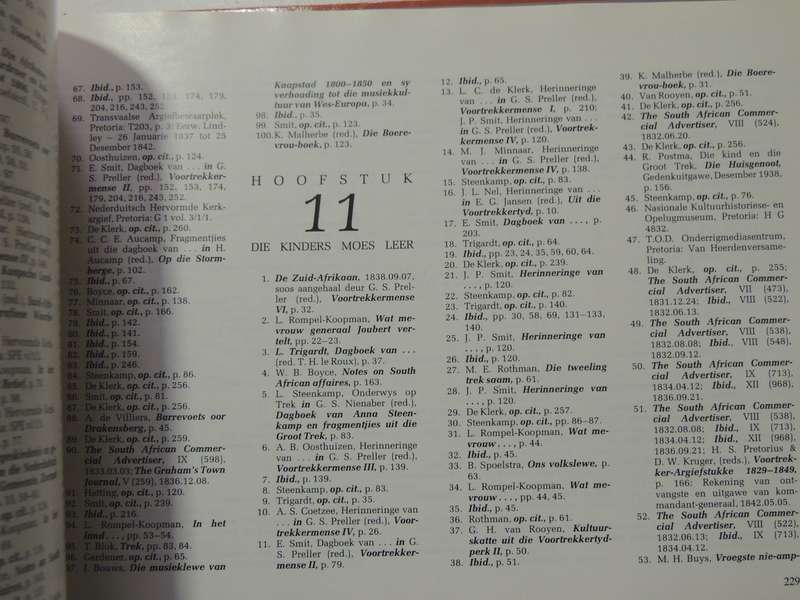 67. Ibid., p. 153.
68. Ibid., pp. 152, 153, 174, 179,
204, 216, 243, 252.
69. Transvaalse Argiefbewaarplek,
Pretoria: T203, p. 3: Eerw. Lind-
ley – 26 Januarie 1837 tot 25
Desember 1842.
70. Oosthuizen, op. cit., p. 124.
71. E. Smit, Dagboek van ... in G.
S. Preller (red.), Voortrekker-
mense II, pp. 152, 153, 174,
179, 204, 216, 243, 252.
72. Nederduitsch Hervormde Kerk-
argief, Pretoria: G 1 vol. 3/1/1.
73. De Klerk, op. cit., p. 260.
74. C. C. E. Aucamp, Fragmentjies
uit die dagboek van ... in H.
Aucamp (red.), Op die Storm-
berge, p. 102.
75. Ibid., p. 67.
76. Boyce, op. cit., p. 162.
77. Minnaar, op. cit., p. 138.
78. Smit, op. cit., p. 166.
79. Ibid., p. 142.
80. Ibid., p. 141.
81. Ibid., p. 154.
82. Ibid., p. 159.
83. Ibid., p. 246.
84. Steenkamp, op. cit., p. 86.
85. De Klerk, op. cit., p. 256.
86. Smit, op. cit., p. 81.
87. De Klerk, op. cit., p. 256.
88. A. de Villiers, Barrevoets oor
Drakensberg, p. 45.
89. De Klerk, op. cit., p. 259.
90. The South African Commer-
cial Advertiser, IX (598),
1833.03.03; The Graham's Town
Journal, V (259), 1836.12.08.
91. Hatting, op. cit., p. 120.
92. Smit, op. cit., p. 239.
93. Ibid., p. 216.
94. L. Rompel-Koopman, In het
land ..., pp. 53–54.
95. T. Blok, Trek, pp. 83, 84.
96. Gardener, op. cit., p. 65.
97. J. Bouws, Die musieklewe van
Kaapstad 1800–1850 en sy
verhouding tot die musiekkul-
tuur van Wes-Europa, p. 34.
98. Ibid., p. 35.
99. Smit, op. cit., p. 123.
100. K. Malherbe (red.), Die Boere-
vrou-boek, p. 123.
HOOFSTUK
11
DIE KINDERS MOES LEER
1. De Zuid-Afrikaan, 1838.09.07,
soos aangehaal deur G. S. Prel-
ler (red.), Voortrekkermense
VI, p. 32.
2. L. Rompel-Koopman, Wat me-
vrouw generaal Joubert ver-
telt, pp. 22–23.
3. L. Trigardt, Dagboek van ...
(red. T. H. le Roux), p. 37.
4. W. B. Boyce, Notes on South
African affaires, p. 163.
5. L. Steenkamp, Onderwys op
Trek in G. S. Nienaber (red.),
Dagboek van Anna Steen-
kamp en fragmentjies uit die
Groot Trek, p. 83.
6. A. B. Oosthuizen, Herinneringe
van ... in G. S. Preller (red.),
Voortrekkermense III, p. 139.
7. Ibid., p. 139.
8. Steenkamp, op. cit., p. 83.
9. Trigardt, op. cit., p. 35.
10. A. S. Coetzee, Herinneringe van
... in G. S. Preller (red.), Voor-
trekkermense IV, p. 26.
11. E. Smit, Dagboek van ... in G.
S. Preller (red.), Voortrekker-
mense II, p. 79.
12. Ibid., p. 65.
13. L. C. de Klerk, Herinneringe
van ... in G. S. Preller (red.),
Voortrekkermense I, p. 210;
J. P. Smit, Herinneringe van ...
in G. S. Preller (red.), Voortrek-
kermense IV, p. 120.
14. M. J. Minnaar, Herinneringe
van ... in G. S. Preller (red.),
Voortrekkermense IV, p. 138.
15. Steenkamp, op. cit., p. 83.
16. J. L. Nel, Herinneringe van ...
in E. G. Jansen (red.), Uit die
Voortrekkertyd, p. 10.
17. E. Smit, Dagboek van ..., p.
203.
18. Trigardt, op. cit., p. 64.
19. Ibid., pp. 23, 24, 35, 59, 60, 64.
20. De Klerk, op. cit., p. 239.
21. J. P. Smit, Herinneringe van
...., p. 120.
22. Steenkamp, op. cit., p. 82.
23. Trigardt, op. cit., p. 140.
24. Ibid., pp. 30, 58, 69, 131–133,
140.
25. J. P. Smit, Herinneringe van
...., p. 120.
26. Ibid., p. 120.
27. M. E. Rothman, Die tweeling
trek saam, p. 61.
28. J. P. Smit, Herinneringe van
...., p. 120.
29. De Klerk, op. cit., p. 257.
30. Steenkamp, op. cit., pp. 86–87.
31. L. Rompel-Koopman, Wat me-
vrouw ..., p. 44.
32. Ibid., p. 45.
33. B. Spoelstra, Ons volkslewe, p.
63.
34. L. Rompel-Koopman, Wat me-
vrouw ..., pp. 44, 45.
35. Ibid., p. 45.
36. Rothman, op. cit., p. 61.
37. G. H. van Rooyen, Kultuur-
skatte uit die Voortrekkertyd-
perk II, p. 50.
38. Ibid., p. 51.
39. K. Malherbe (red.), Die Boere-
vrou-boek, p. 31.
40. Van Rooyen, op. cit., p. 51.
41. De Klerk, op. cit., p. 256.
42. The South African Commer-
cial Advertiser, VIII (524),
1832.06.20.
43. De Klerk, op. cit., p. 256.
44. R. Postma, Die kind en die
Groot Trek, Die Huisgenoot,
Gedenkuitgawe, Desember 1938,
p. 156.
45. Steenkamp, op. cit., p. 76.
46. Nasionale Kultuurhistoriese- en
Opelugmuseum, Pretoria: H G
4832.
47. T.O.D. Onderrigmediasentrum,
Pretoria: Van Heerdenversame-
ling.
48. De Klerk, op. cit., p. 255;
The South African Commer-
cial Advertiser, VII (473),
1831.12.24; Ibid., VIII (522),
1832.06.13.
49. The South African Commer-
cial Advertiser, VIII (538),
1832.08.08; Ibid., VIII (548),
1832.09.12.
50. The South African Commer-
cial Advertiser, IX (713),
1834.04.12; Ibid., XII (968),
1836.09.21.
51. The South African Commer-
cial Advertiser, VIII (538),
1832.08.08; Ibid., IX (713),
1834.04.12; Ibid., XII (968),
1836.09.21; H. S. Pretorius &
D. W. Kruger, (reds.), Voortrek-
ker-Argiefstukke 1829–1849,
p. 166: Rekening van ont-
vangste en uitgawe van kom-
mandant-generaal, 1842.05.05.
52. The South African Commer-
cial Advertiser, VIII (522),
1832.06.13; Ibid., IX (713),
1834.04.12.
53. M. H. Buys, Vroegste nie-amp-
229